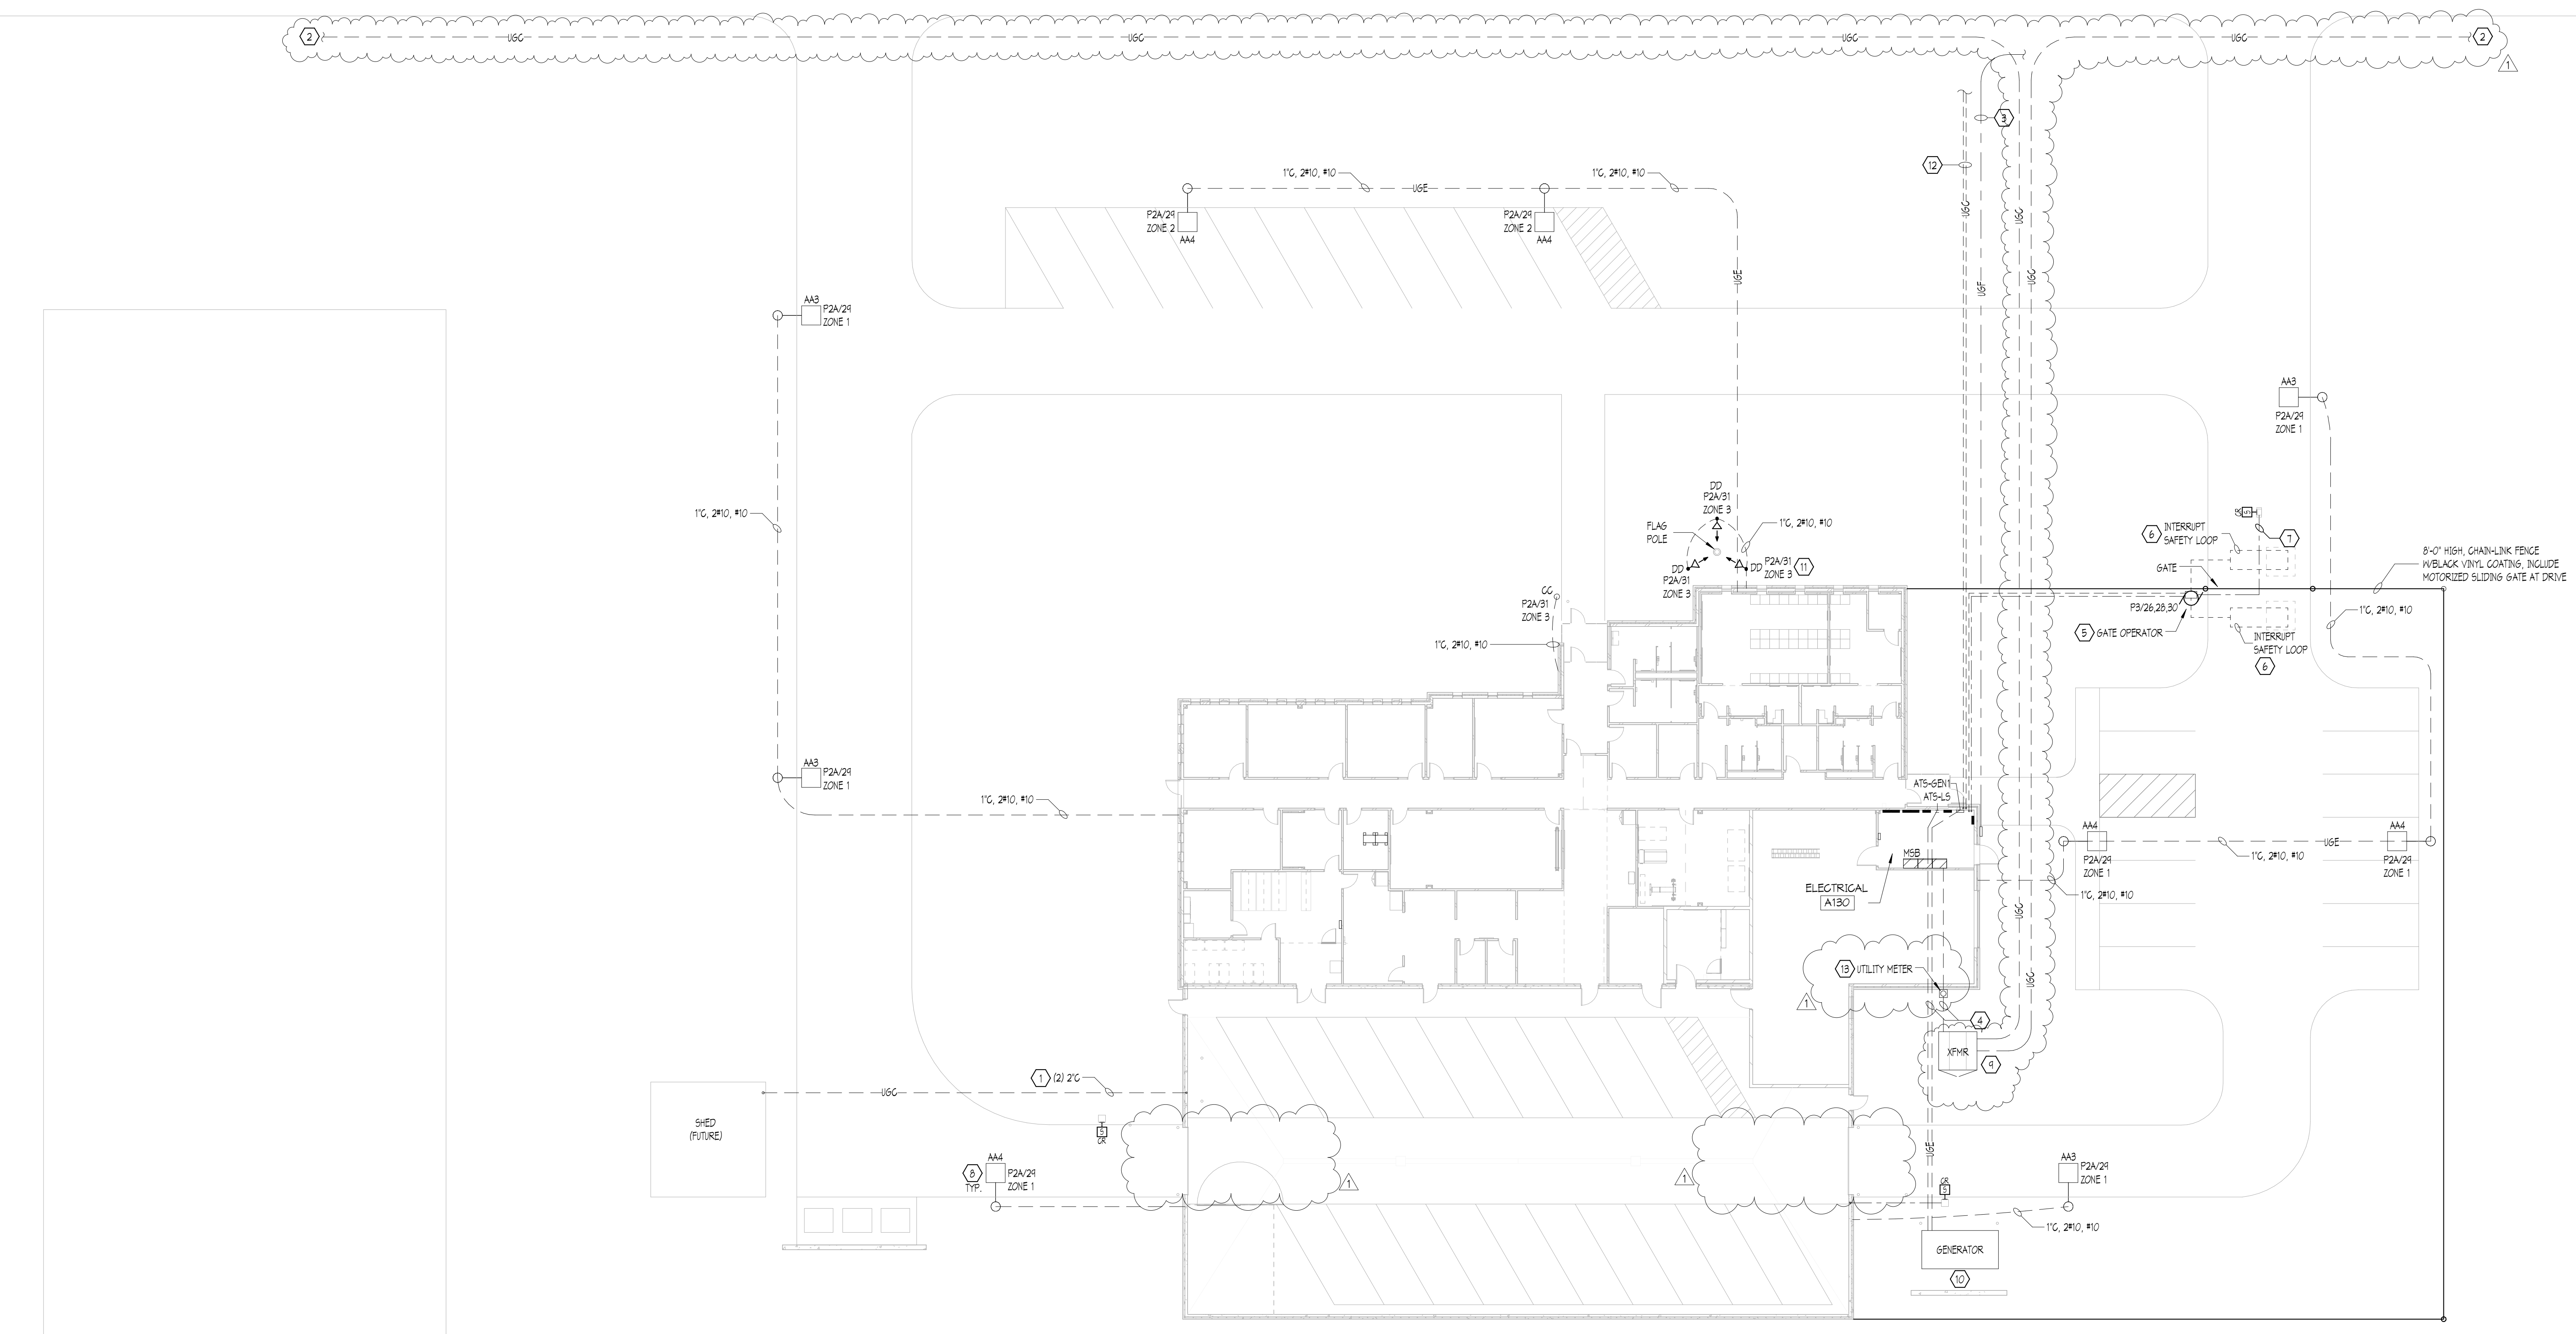 2
UGC
UGC
UGC
UGC
2
1
3
12
1"C, 2#10, #10
1"C, 2#10, #10
UGE
P2A/29
ZONE 2
AA4
P2A/29
ZONE 2
AA4
UGC
UGC
UGE
UGC
UGF
AA3
P2A/29
ZONE 1
AA3
P2A/29
ZONE 1
1"C, 2#10, #10
DD
P2A/31
ZONE 3
FLAG
POLE
1"C, 2#10, #10
DD
P2A/31
ZONE 3
DD
P2A/31
ZONE 3
11
CR
S
6
INTERRUPT
SAFETY LOOP
7
GATE
8'-0" HIGH, CHAIN-LINK FENCE
W/BLACK VINYL COATING, INCLUDE
MOTORIZED SLIDING GATE AT DRIVE
CC
P2A/31
ZONE 3
P3/26,28,30
1"C, 2#10, #10
5
GATE OPERATOR
INTERRUPT
SAFETY LOOP
6
1"C, 2#10, #10
AA3
P2A/29
ZONE 1
1"C, 2#10, #10
ATS-GEN1
ATS-LS
AA4
P2A/29
ZONE 1
UGE
AA4
P2A/29
ZONE 1
1"C, 2#10, #10
MSB
ELECTRICAL
A130
1"C, 2#10, #10
UGC
13
UTILITY METER
UGC
1
4
XFMR
9
1
(2) 2"C
UGC
SHED
(FUTURE)
S
CR
UGE
8
TYP.
AA4
P2A/29
ZONE 1
1
1
AA3
P2A/29
ZONE 1
CR
S
1"C, 2#10, #10
GENERATOR
10